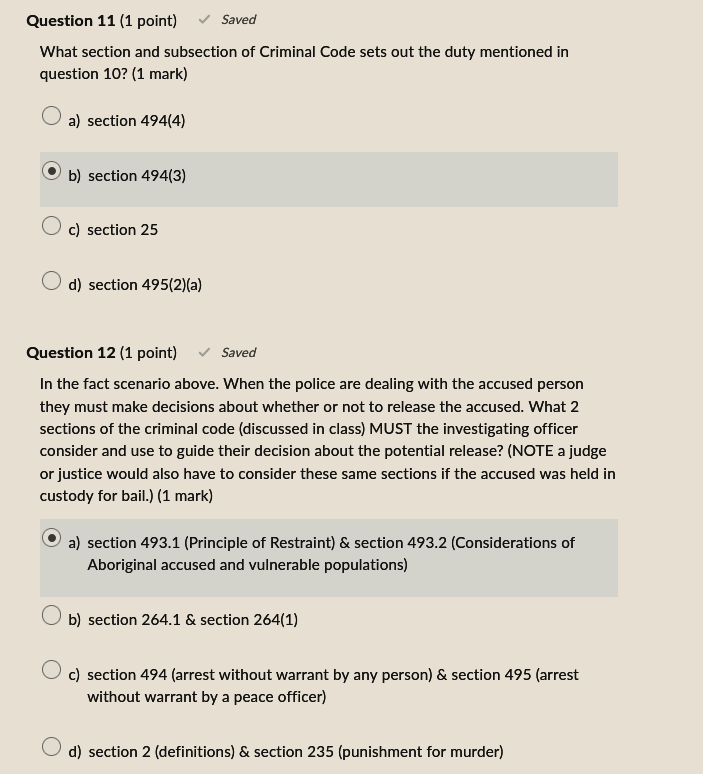 Question 11 (1 point) ✓ Saved
What section and subsection of Criminal Code sets out the duty mentioned in
question 10? (1 mark)
a) section 494(4)
b) section 494(3)
c) section 25
d) section 495(2)(a)
Question 12 (1 point) ✓ Saved
In the fact scenario above. When the police are dealing with the accused person
they must make decisions about whether or not to release the accused. What 2
sections of the criminal code (discussed in class) MUST the investigating officer
consider and use to guide their decision about the potential release? (NOTE a judge
or justice would also have to consider these same sections if the accused was held in
custody for bail.) (1 mark)
a) section 493.1 (Principle of Restraint) & section 493.2 (Considerations of
Aboriginal accused and vulnerable populations)
b) section 264.1 & section 264(1)
c) section 494 (arrest without warrant by any person) & section 495 (arrest
without warrant by a peace officer)
d) section 2 (definitions) & section 235 (punishment for murder)